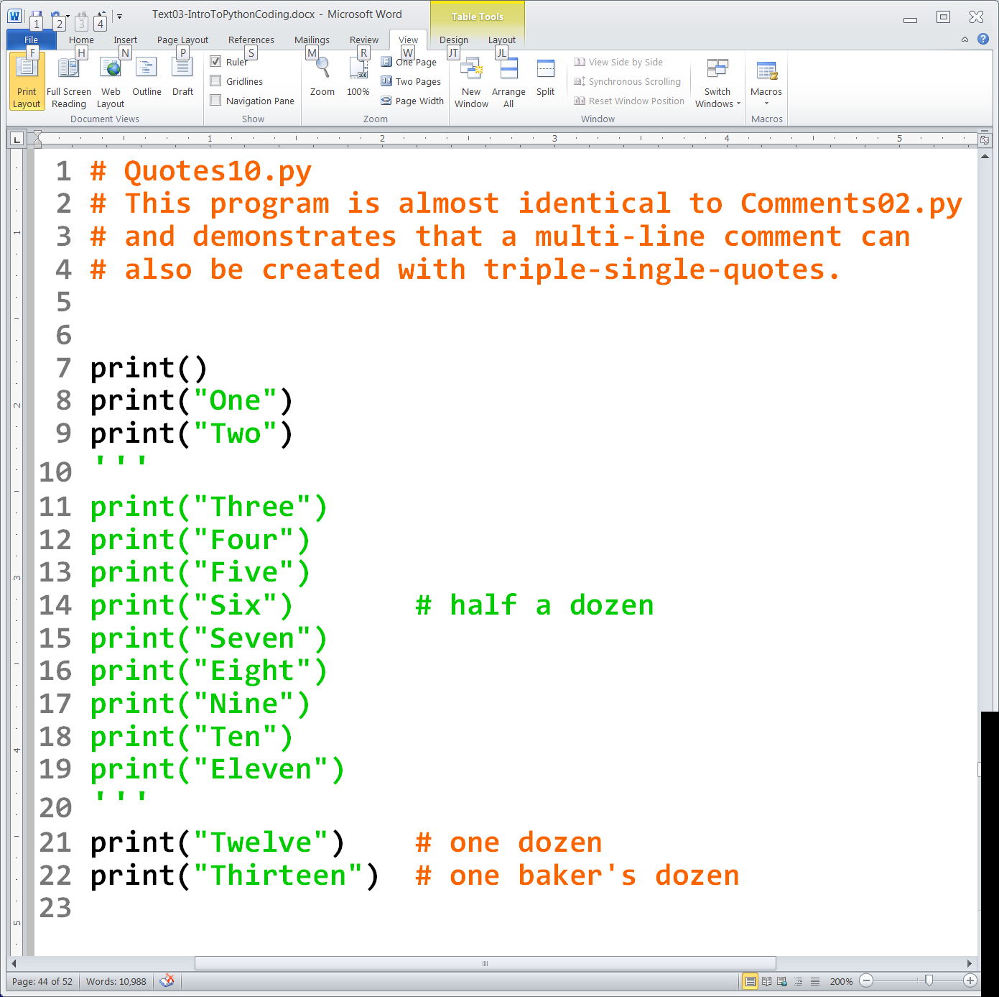 1 2 3 4
Text03-IntroToPythonCoding.docx - Microsoft Word
Table Tools
File Home Insert Page Layout References Mailings Review View Design Layout
F H N P S M R W JT JL
Print Layout
Full Screen Reading
Web Layout
Outline
Draft
Document Views
Ruler
Gridlines
Navigation Pane
Show
Zoom
100%
One Page
Two Pages
Page Width
Zoom
New Window
Arrange All
Split
View Side by Side
Synchronous Scrolling
Reset Window Position
Window
Switch Windows
Macros
Macros
L 1 2 3 4 5
1 # Quotes10.py
2 # This program is almost identical to Comments02.py
3 # and demonstrates that a multi-line comment can
4 # also be created with triple-single-quotes.
5
6
7 print()
8 print("One")
9 print("Two")
10 '''
11 print("Three")
12 print("Four")
13 print("Five")
14 print("Six")       # half a dozen
15 print("Seven")
16 print("Eight")
17 print("Nine")
18 print("Ten")
19 print("Eleven")
20 '''
21 print("Twelve")    # one dozen
22 print("Thirteen")  # one baker's dozen
23
1
2
3
4
5
Page: 44 of 52 Words: 10,988 200%